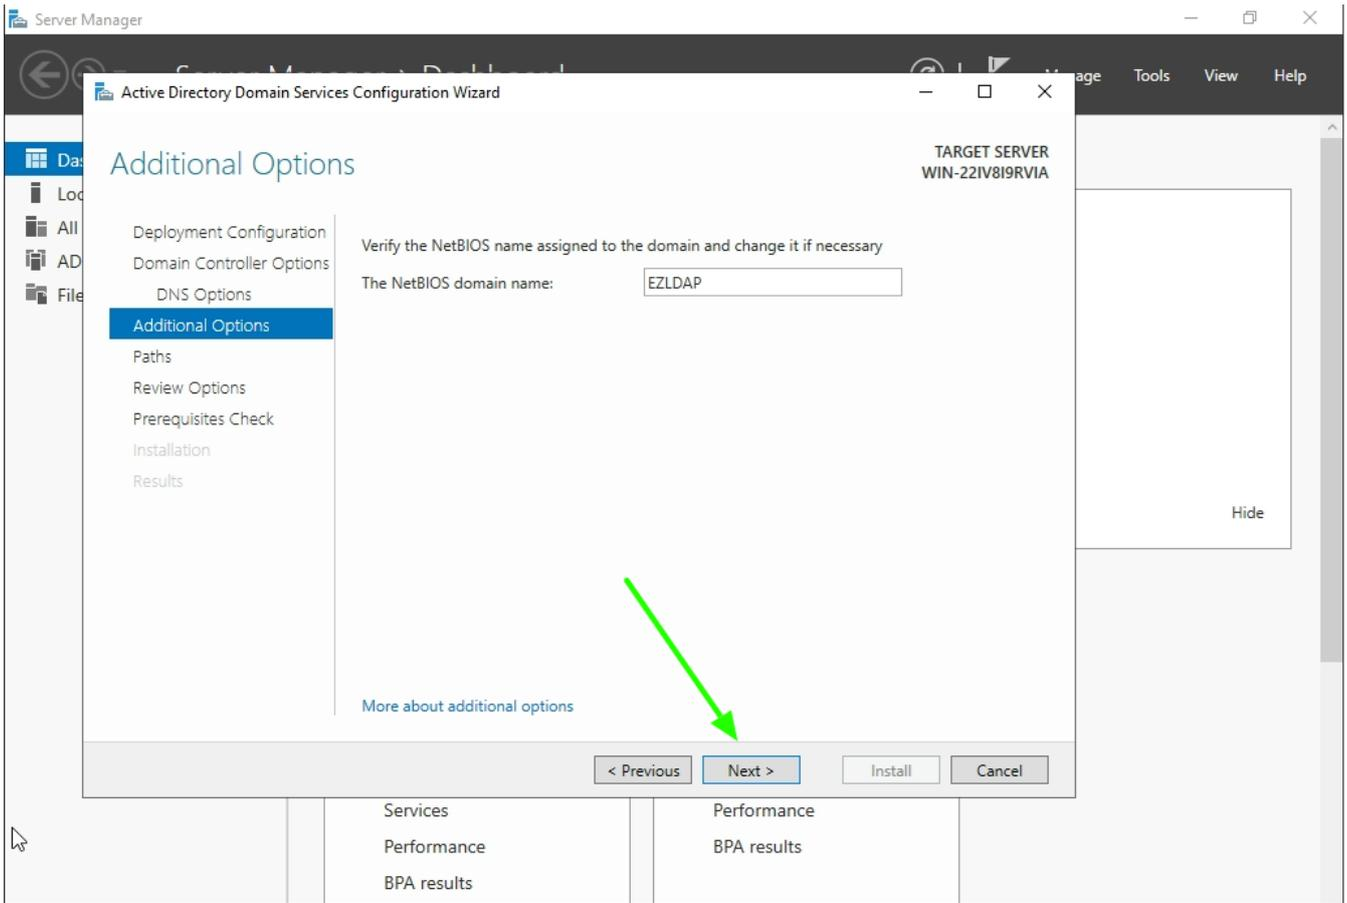 Server Manager
Manage Tools View Help
Active Directory Domain Services Configuration Wizard
Additional Options
TARGET SERVER
WIN-22IV8I9RVIA
Deployment Configuration
Domain Controller Options
DNS Options
Additional Options
Paths
Review Options
Prerequisites Check
Installation
Results
Verify the NetBIOS name assigned to the domain and change it if necessary
The NetBIOS domain name: EZLDAP
More about additional options
< Previous Next > Install Cancel
Das
Loc
All
AD
File
Hide
Services
Performance
BPA results
Performance
BPA results